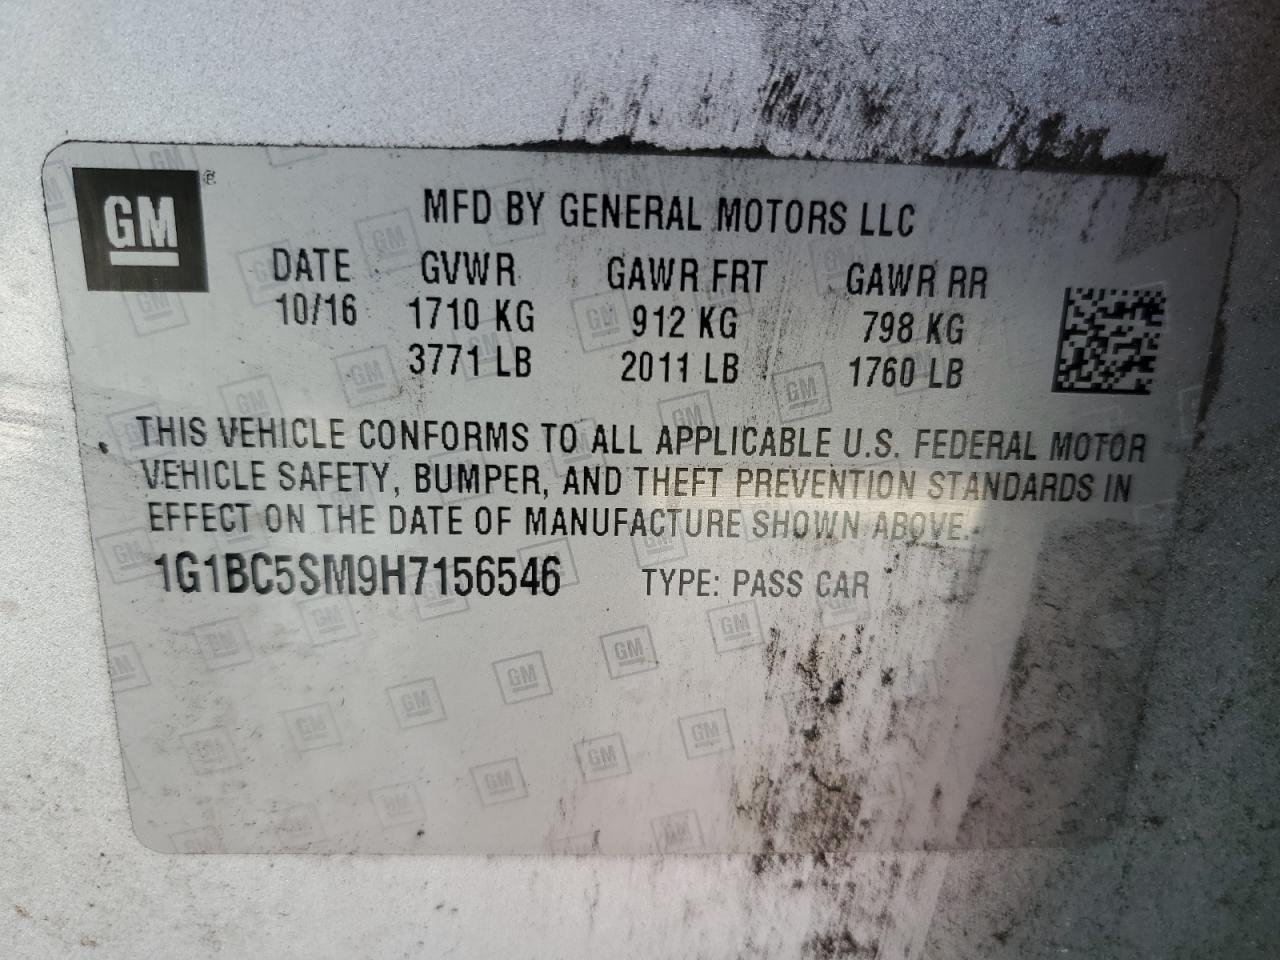 GM ®
MFD BY GENERAL MOTORS LLC
DATE GVWR GAWR FRT GAWR RR
10/16 1710 KG 912 KG 798 KG
3771 LB 2011 LB 1760 LB
THIS VEHICLE CONFORMS TO ALL APPLICABLE U.S. FEDERAL MOTOR
VEHICLE SAFETY, BUMPER, AND THEFT PREVENTION STANDARDS IN
EFFECT ON THE DATE OF MANUFACTURE SHOWN ABOVE.
1G1BC5SM9H7156546 TYPE: PASS CAR